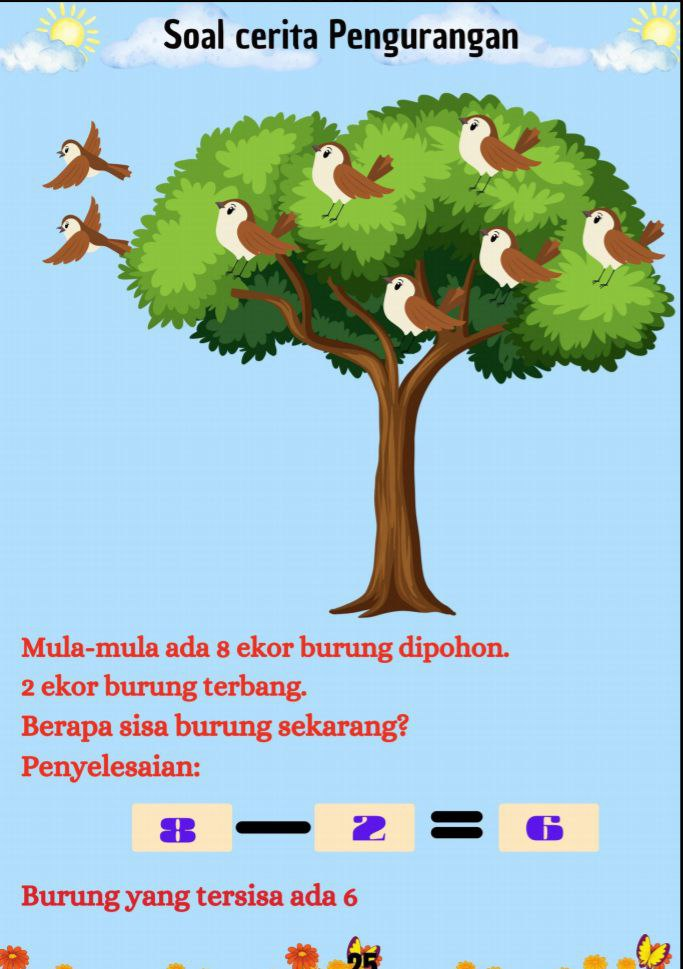 Soal cerita Pengurangan
Mula-mula ada 8 ekor burung dipohon.
2 ekor burung terbang.
Berapa sisa burung sekarang?
Penyelesaian:
8 - 2 = 6
Burung yang tersisa ada 6
25